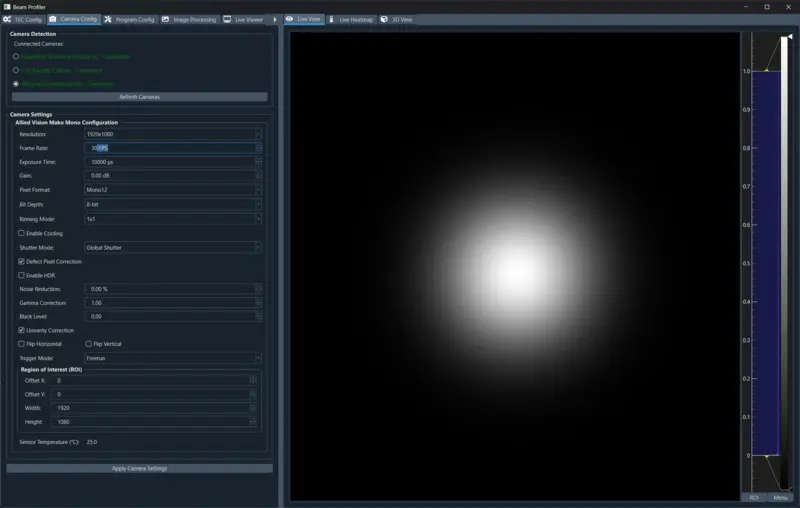 Beam Profiler
TEC Config
Camera Config
Program Config
Image Processing
Live Viewer
Live View
Live Heatmap
3D View
Camera Detection
Connected Cameras:
Refresh Cameras
Camera Settings
Allied Vision Mako Mono Configuration
Resolution: 1920x1080
Frame Rate: 30 FPS
Exposure Time: 10000 µs
Gain: 0.00 dB
Pixel Format: Mono12
Bit Depth: 8-bit
Binning Mode: 1x1
Enable Cooling
Shutter Mode: Global Shutter
Defect Pixel Correction
Enable HDR
Noise Reduction: 0.00 %
Gamma Correction: 1.00
Black Level: 0.00
Linearity Correction
Flip Horizontal Flip Vertical
Trigger Mode: Freerun
Region of Interest (ROI)
Offset X: 0
Offset Y: 0
Width: 1920
Height: 1080
Sensor Temperature (°C): 25.0
Apply Camera Settings
1.0
0.9
0.8
0.7
0.6
0.5
0.4
0.3
0.2
0.1
0
ROI Menu